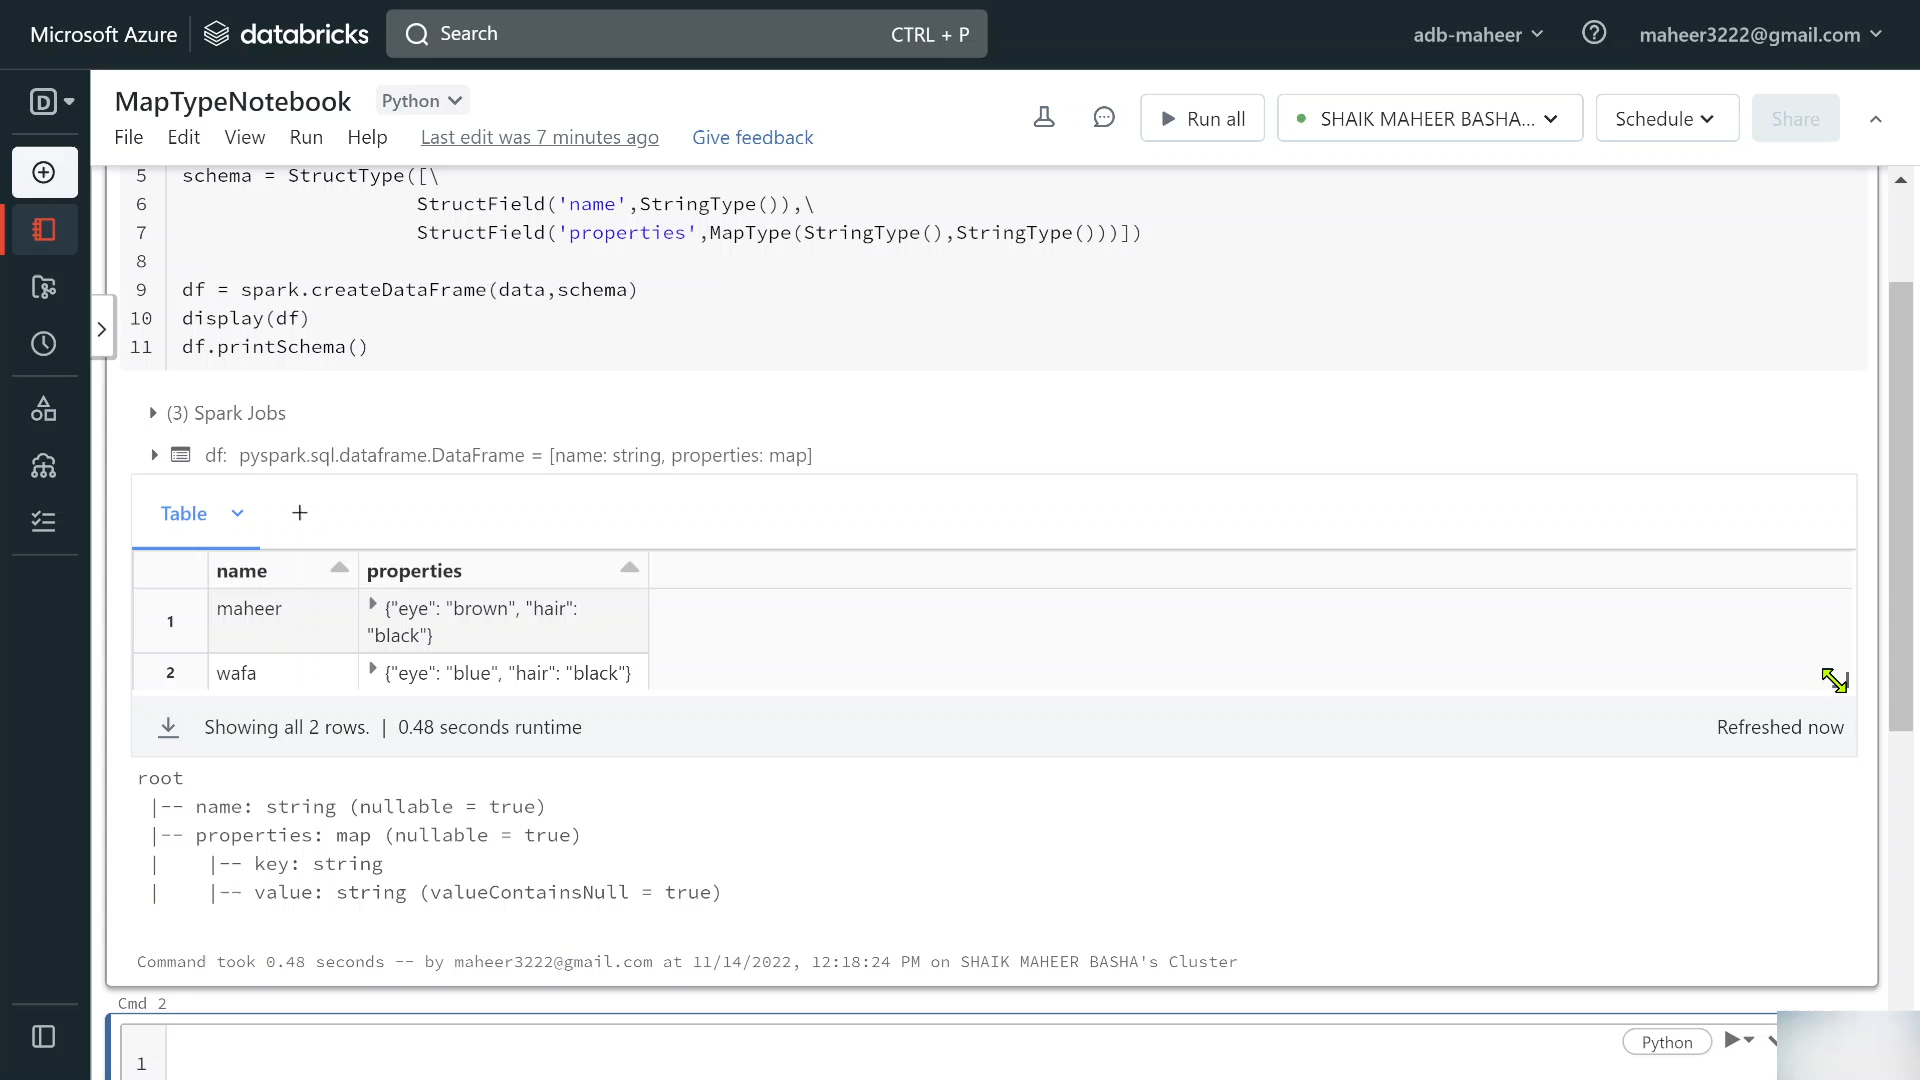 Microsoft Azure databricks Search CTRL + P adb-maheer maheer3222@gmail.com
D MapTypeNotebook Python
File Edit View Run Help Last edit was 7 minutes ago Give feedback Run all SHAIK MAHEER BASHA... Schedule Share
5 schema = StructType([\
6 StructField('name',StringType()),\
7 StructField('properties',MapType(StringType(),StringType()))])
8
9 df = spark.createDataFrame(data,schema)
10 display(df)
11 df.printSchema()
(3) Spark Jobs
df: pyspark.sql.dataframe.DataFrame = [name: string, properties: map]
Table +
name properties
1 maheer {"eye": "brown", "hair":
"black"}
2 wafa {"eye": "blue", "hair": "black"}
Showing all 2 rows. | 0.48 seconds runtime Refreshed now
root
|-- name: string (nullable = true)
|-- properties: map (nullable = true)
| |-- key: string
| |-- value: string (valueContainsNull = true)
Command took 0.48 seconds -- by maheer3222@gmail.com at 11/14/2022, 12:18:24 PM on SHAIK MAHEER BASHA's Cluster
Cmd 2
1 Python